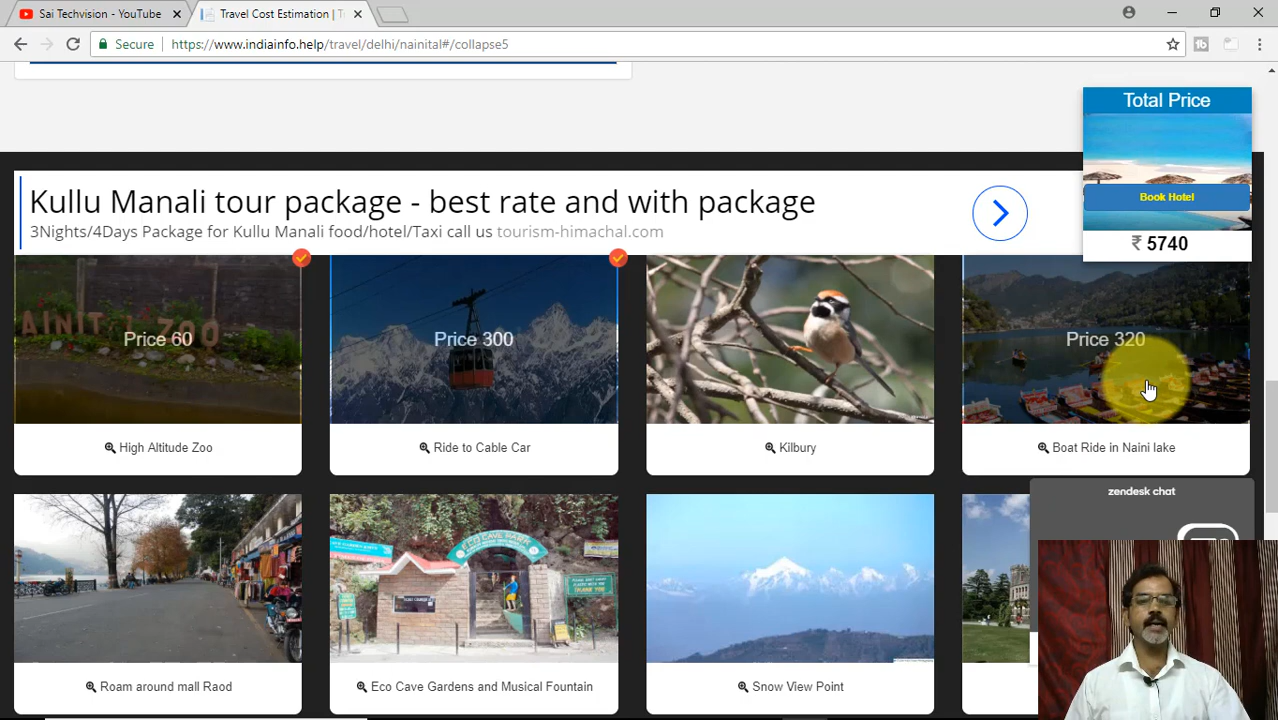 Sai Techvision - YouTube
Travel Cost Estimation | T
Secure
https://www.indiainfo.help/travel/delhi/nainital#/collapse5
Total Price
Book Hotel
₹ 5740
Kullu Manali tour package - best rate and with package
3Nights/4Days Package for Kullu Manali food/hotel/Taxi call us tourism-himachal.com
Price 60
Price 300
Price 320
High Altitude Zoo
Ride to Cable Car
Kilbury
Boat Ride in Naini lake
zendesk chat
ECO CAVE PARK
Roam around mall Raod
Eco Cave Gardens and Musical Fountain
Snow View Point